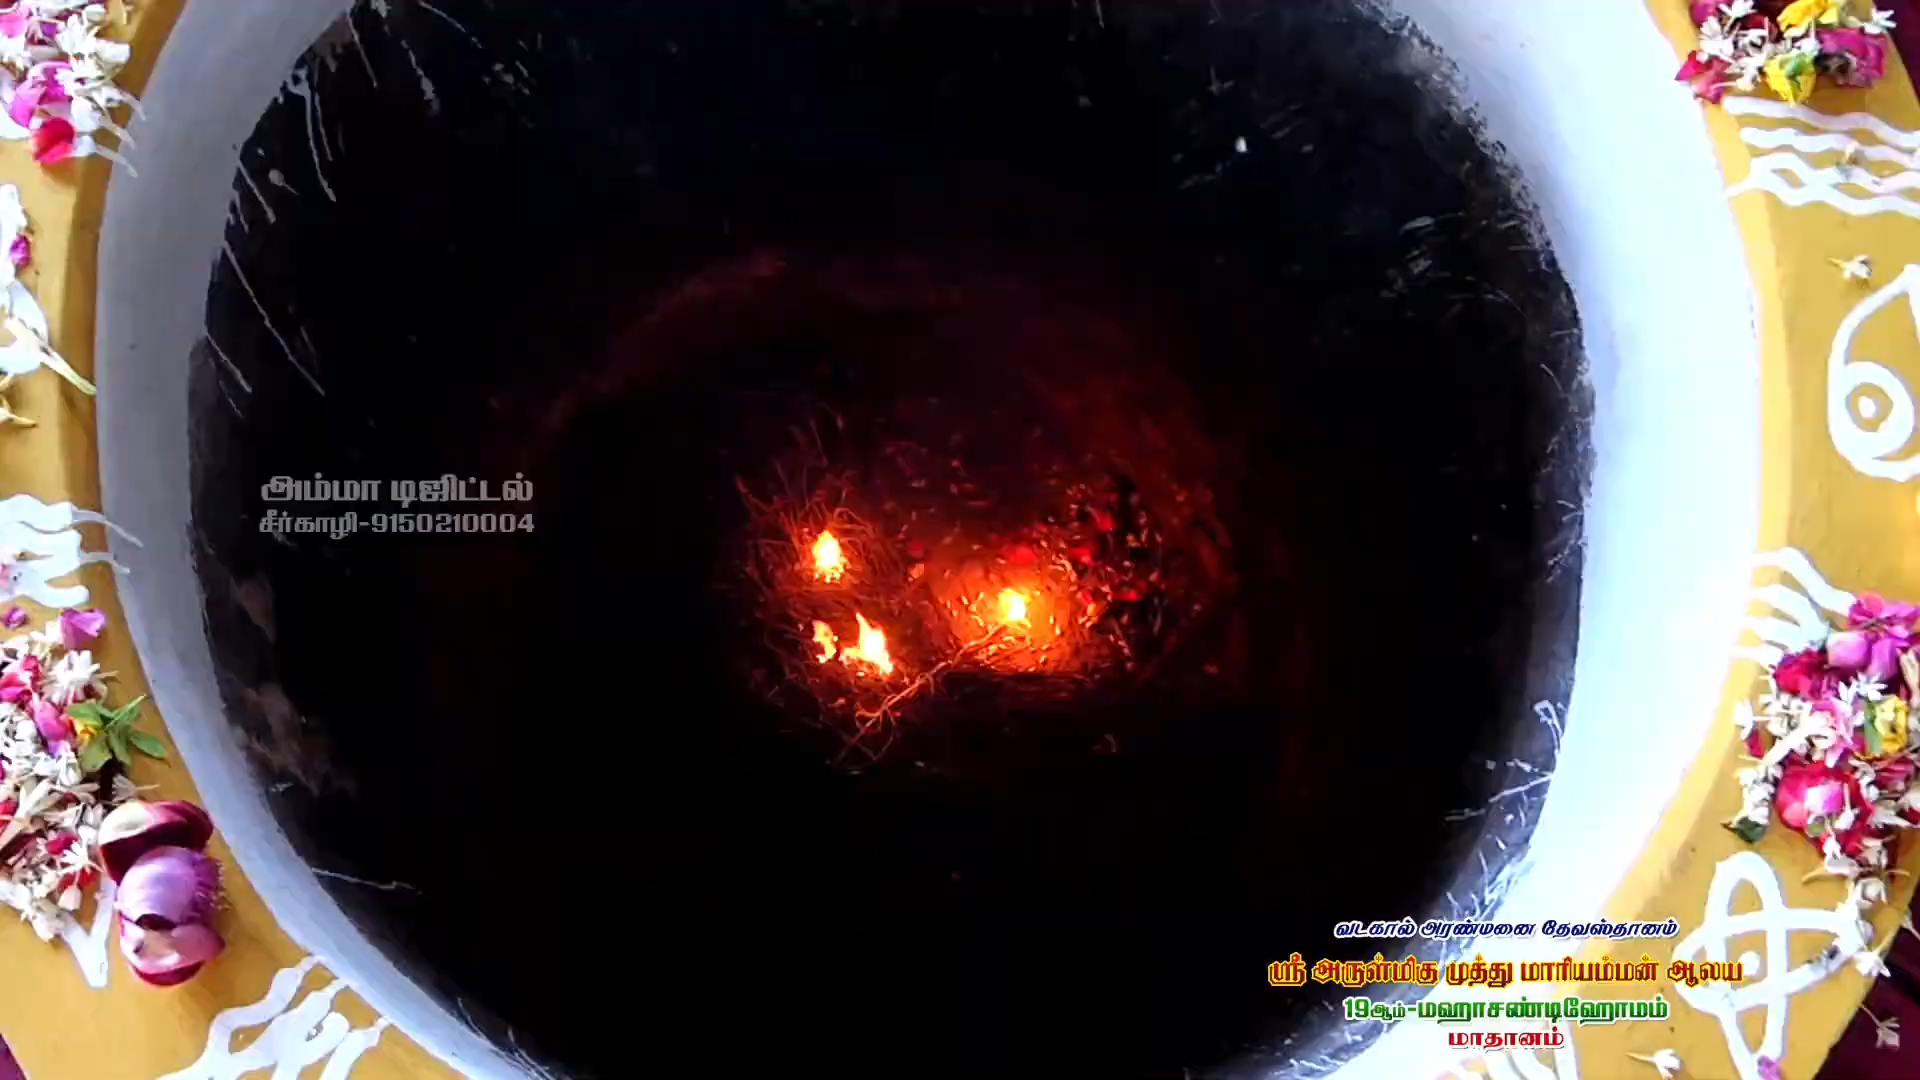 அம்மா டிஜிட்டல்
சீர்காழி-9150210004
வடகால் அரண்மனை தேவஸ்தானம்
ஸ்ரீ அருள்மிகு முத்து மாரியம்மன் ஆலய
19ஆம்-மஹாசண்டிஹோமம்
மாதானம்